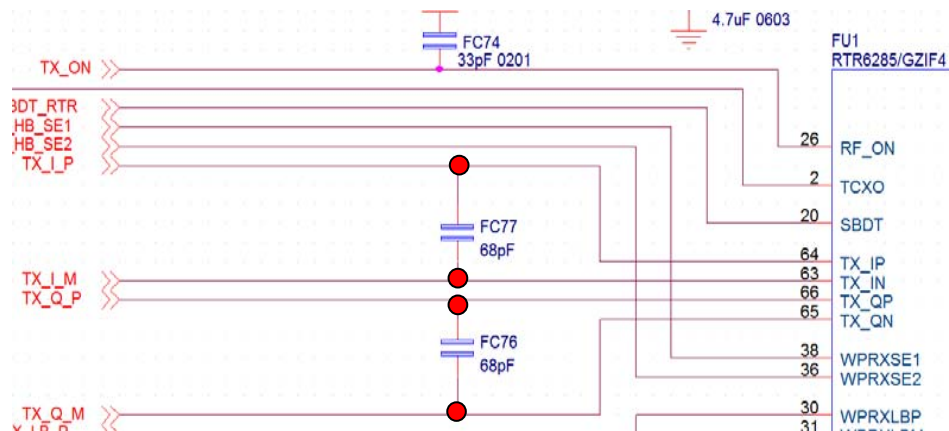 4.7uF 0603
FC74
33pF 0201
FU1
RTR6285/GZIF4
TX_ON
BDT_RTR
HB_SE1
HB_SE2
TX_I_P
26
RF_ON
2
TCXO
20
SBDT
FC77
68pF
64
TX_IP
TX_I_M
63
TX_IN
TX_Q_P
66
TX_QP
65
TX_QN
FC76
68pF
38
WPRXSE1
36
WPRXSE2
TX_Q_M
30
WPRXLBP
31